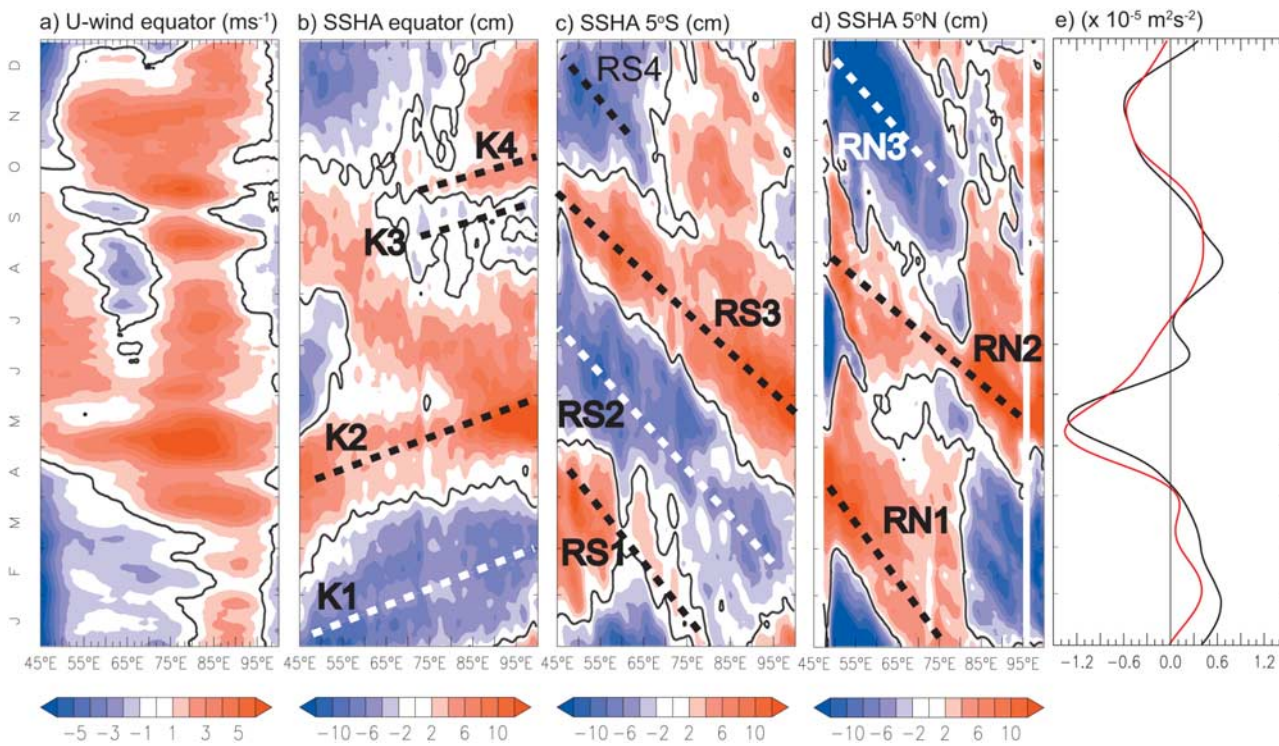 a) U-wind equator (ms-1)
b) SSHA equator (cm)
c) SSHA 5oS (cm)
d) SSHA 5oN (cm)
e) (x 10-5 m2s-2)
D
N
O
S
A
J
J
M
A
M
F
J
K4
K3
K2
K1
RS4
RS3
RS2
RS1
RN3
RN2
RN1
45°E 55°E 65°E 75°E 85°E 95°E
45°E 55°E 65°E 75°E 85°E 95°E
45°E 55°E 65°E 75°E 85°E 95°E
45°E 55°E 65°E 75°E 85°E 95°E
-1.2 -0.6 0.0 0.6 1.2
-5 -3 -1 1 3 5
-10 -6 -2 2 6 10
-10 -6 -2 2 6 10
-10 -6 -2 2 6 10